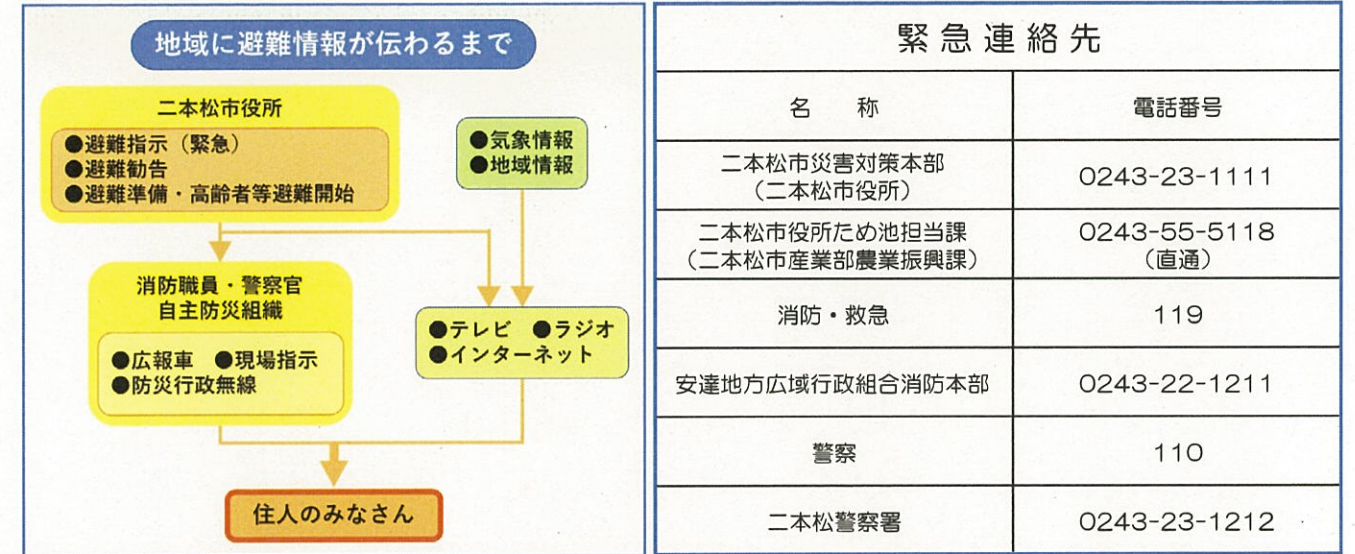 地域に避難情報が伝わるまで
二本松市役所
●避難指示（緊急）
●避難勧告
●避難準備・高齢者等避難開始
●気象情報
●地域情報
消防職員・警察官
自主防災組織
●広報車　●現場指示
●防災行政無線
●テレビ　●ラジオ
●インターネット
住人のみなさん
緊急連絡先
名　称　電話番号
二本松市災害対策本部
（二本松市役所）
0243-23-1111
二本松市役所ため池担当課
（二本松市産業部農業振興課）
0243-55-5118
（直通）
消防・救急　119
安達地方広域行政組合消防本部　0243-22-1211
警察　110
二本松警察署　0243-23-1212